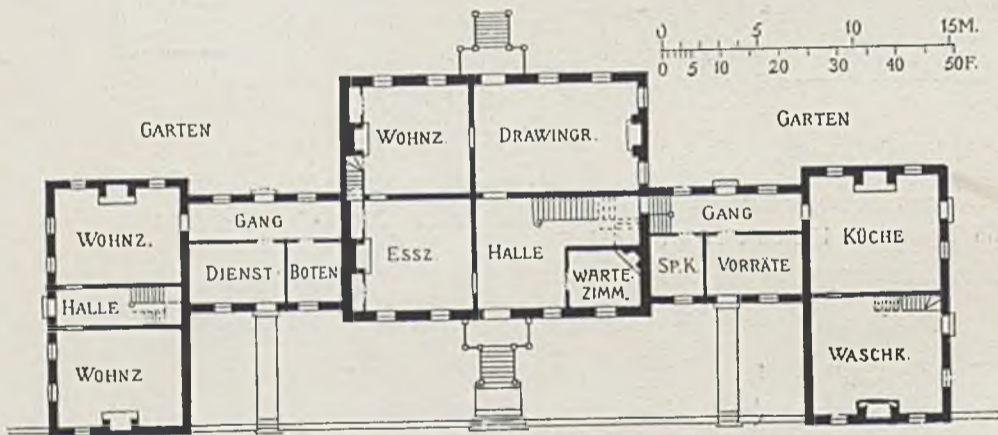 0 5 10 15M.
0 5 10 20 30 40 50F.
GARTEN
GARTEN
WOHNZ.
DRAWINGR.
WOHNZ.
GANG
DIENST
BOTEN
HALLE
WOHNZ
ESSZ
HALLE
WARTE-
ZIMM.
GANG
SP.K.
VORRÄTE
KÜCHE
WASCHK.